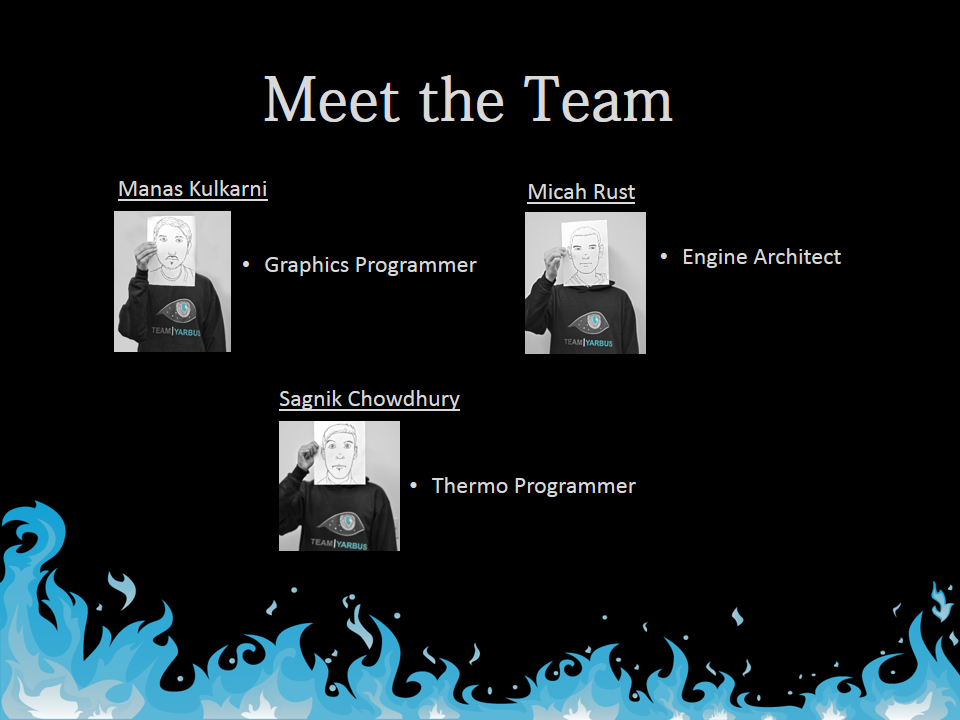 Meet the Team
Manas Kulkarni
Micah Rust
• Graphics Programmer
• Engine Architect
TEAM|YARBUS
TEAM|YARBUS
Sagnik Chowdhury
• Thermo Programmer
TEAM|YARBUS